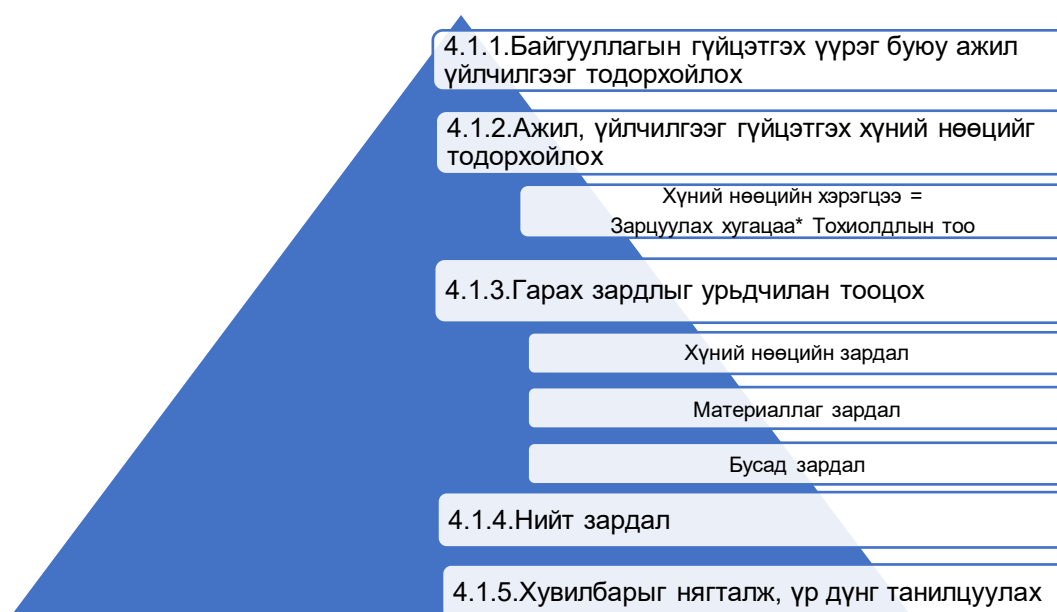 4.1.1.Байгууллагын гүйцэтгэх үүрэг буюу ажил
үйлчилгээг тодорхойлох
4.1.2.Ажил, үйлчилгээг гүйцэтгэх хүний нөөцийг
тодорхойлох
Хүний нөөцийн хэрэгцээ =
Зарцуулах хугацаа* Тохиолдлын тоо
4.1.3.Гарах зардлыг урьдчилан тооцох
Хүний нөөцийн зардал
Материаллаг зардал
Бусад зардал
4.1.4.Нийт зардал
4.1.5.Хувилбарыг нягталж, үр дүнг танилцуулах